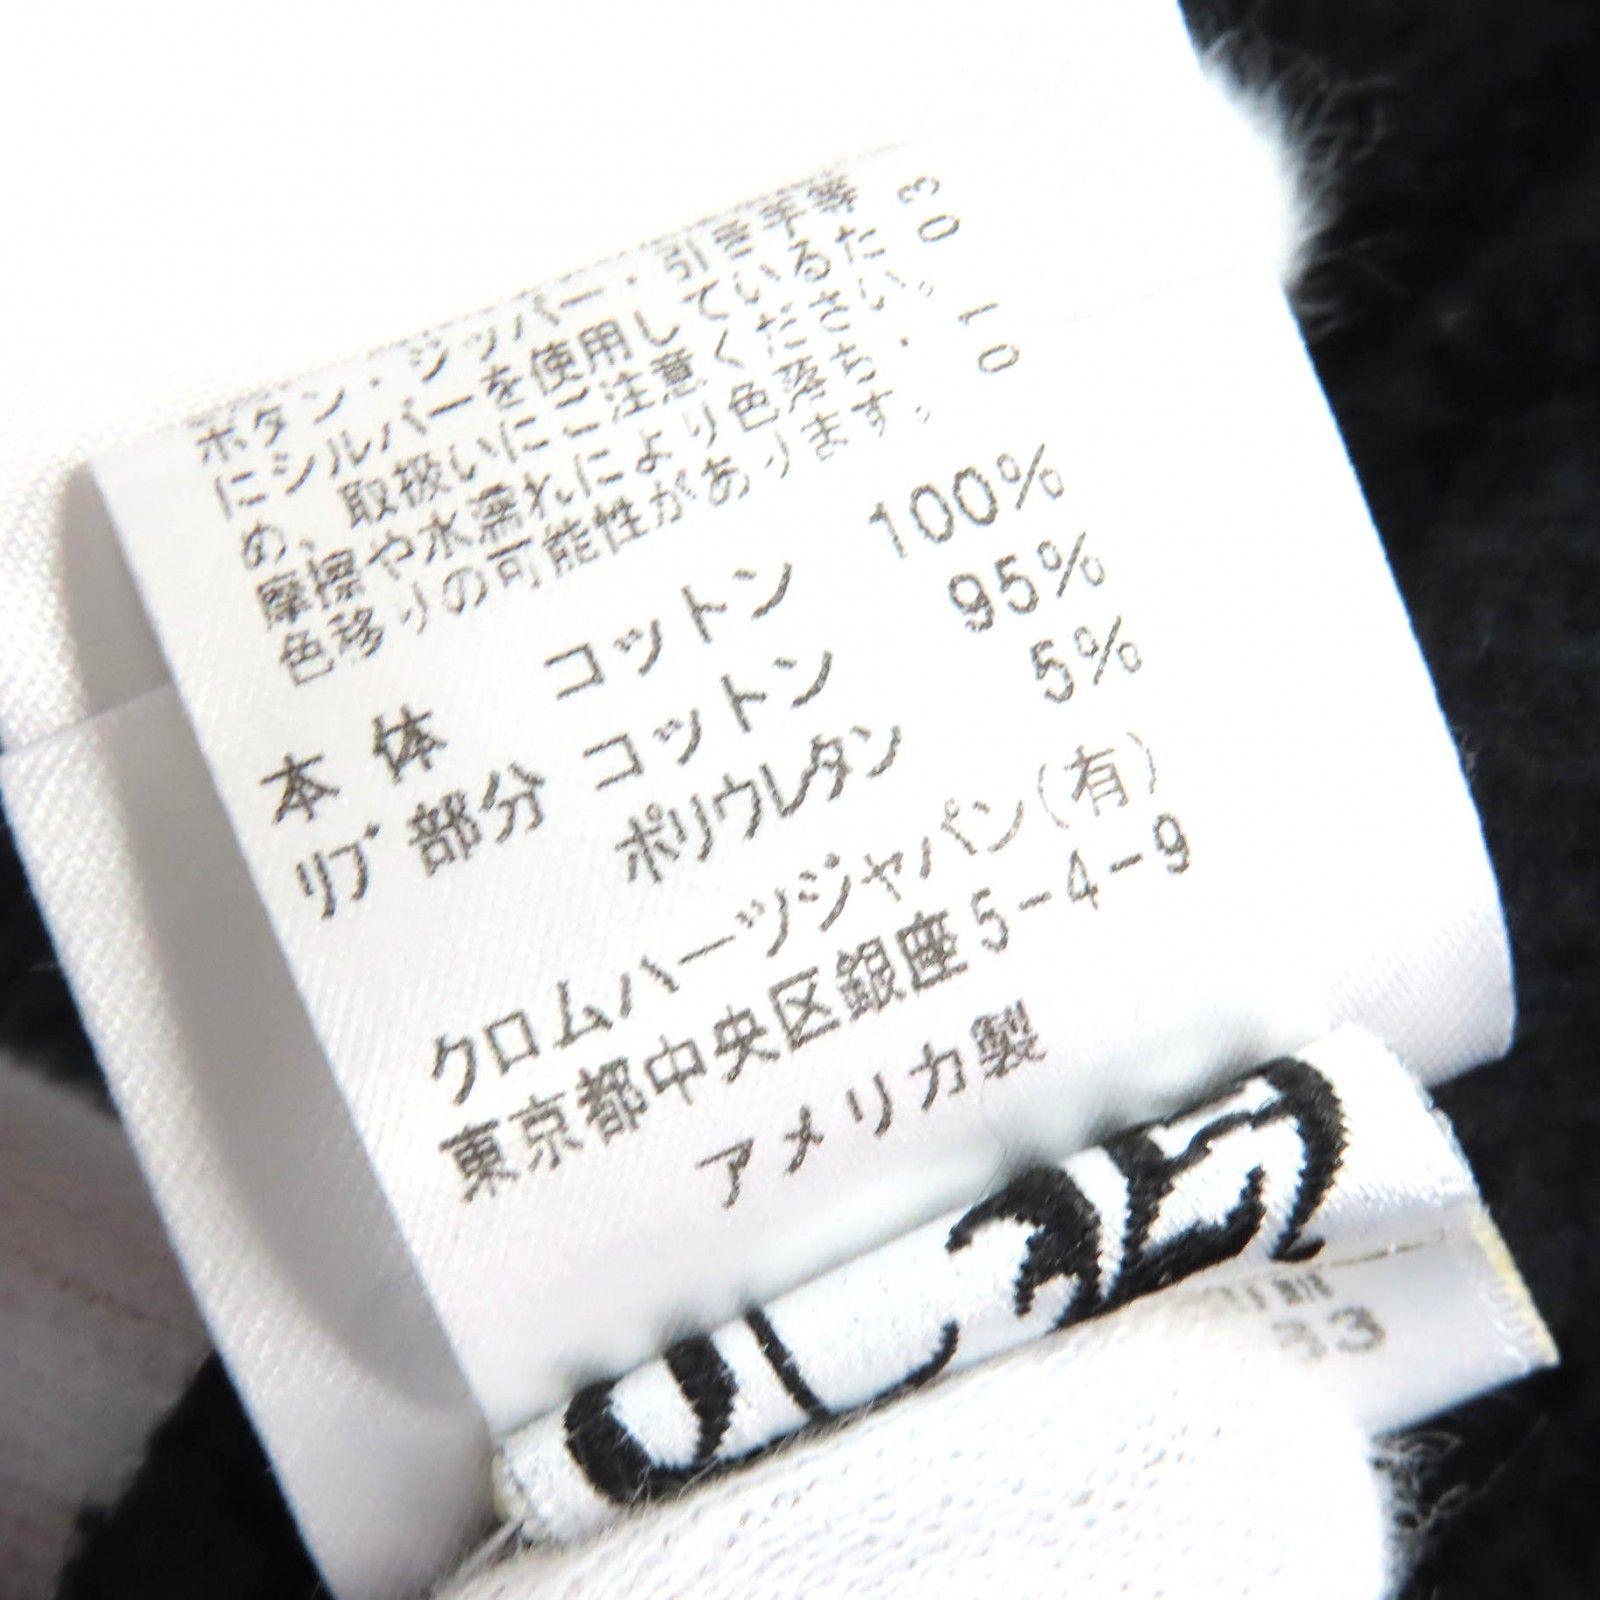 ボタン・ジッパー・引き手等
にシルバーを使用しているた
め、取扱いにご注意ください。
摩擦や水濡れにより色落ち・
色移りの可能性があります。
01 03
本 体 コットン 100%
リブ部分 コットン 95%
ポリウレタン 5%
クロムハーツジャパン(有)
東京都中央区銀座5-4-9
アメリカ製
33